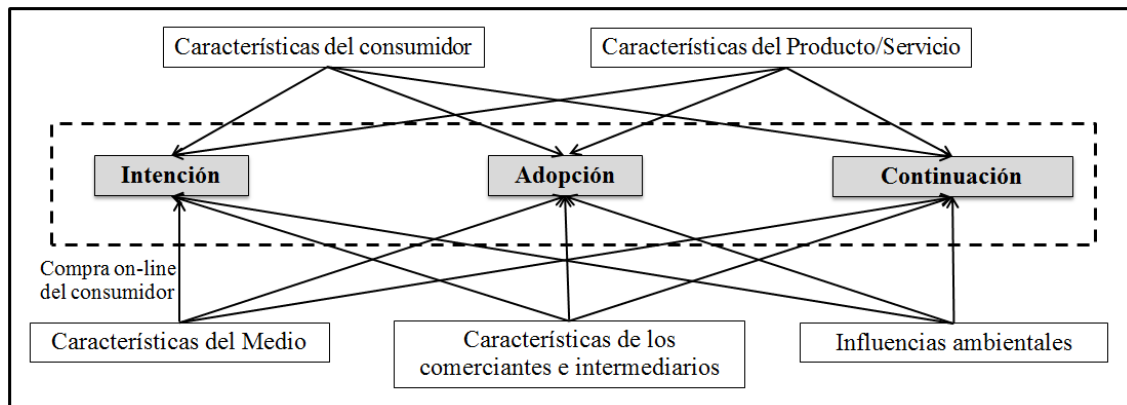 Características del consumidor
Características del Producto/Servicio
Intención
Adopción
Continuación
Compra on-line
del consumidor
Características del Medio
Características de los
comerciantes e intermediarios
Influencias ambientales